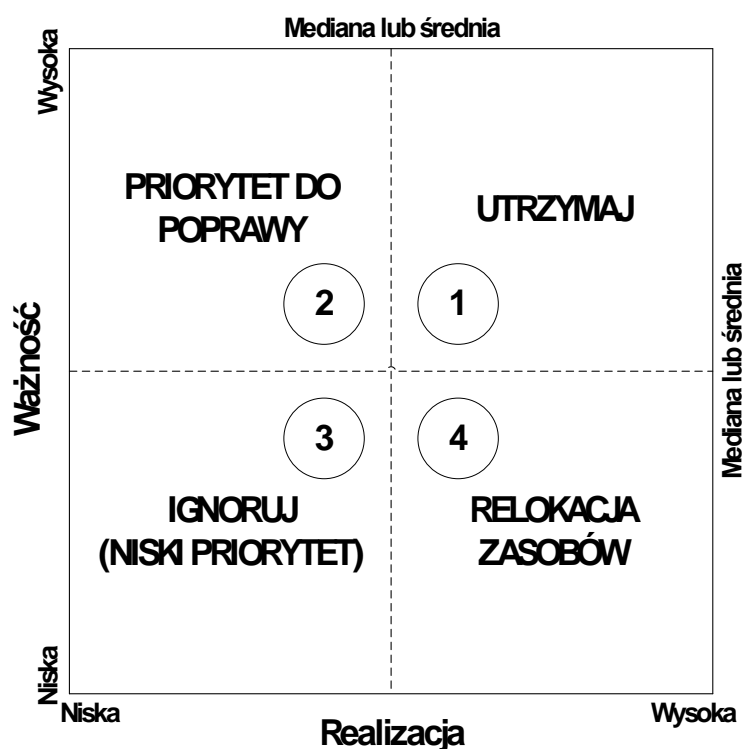 Mediana lub średnia
Wysoka
PRIORYTET DO
POPRAWY
UTRZYMAJ
2
1
Ważność
Mediana lub średnia
3
4
IGNORUJ
(NISKI PRIORYTET)
RELOKACJA
ZASOBÓW
Niska
Niska
Wysoka
Realizacja